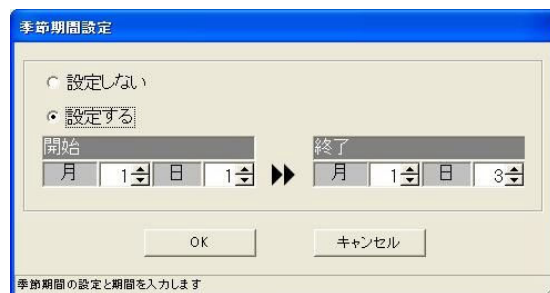 季節期間設定
設定しない
設定する
開始 終了
月 1 日 1 月 1 日 3
OK キャンセル
季節期間の設定と期間を入力します